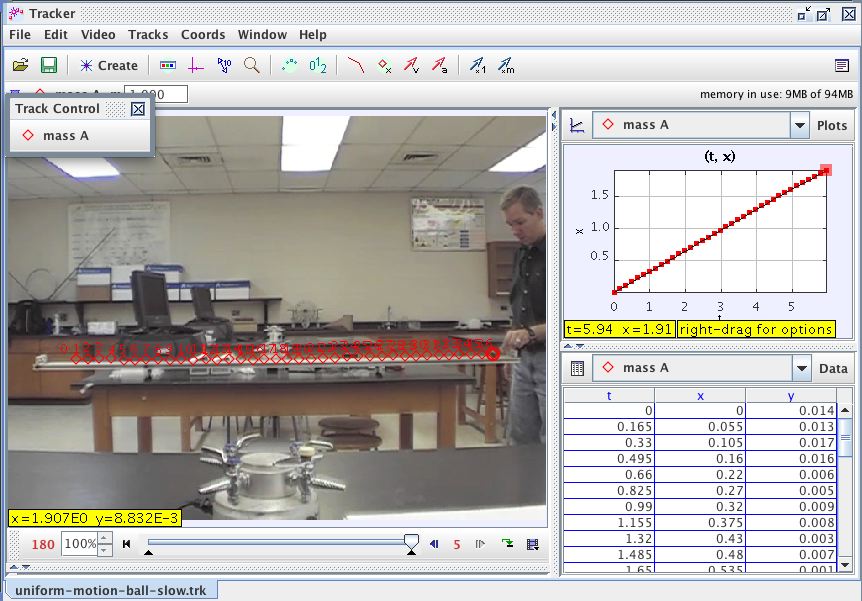 Tracker
File Edit Video Tracks Coords Window Help
Create
1.000
memory in use: 9MB of 94MB
Track Control
mass A
mass A
Plots
(t, x)
1.5
1.0
0.5
x
0 1 2 3 4 5
t
t=5.94 x=1.91 right-drag for options
mass A
Data
t x y
0 0 0.014
0.165 0.055 0.013
0.33 0.105 0.017
0.495 0.16 0.016
0.66 0.22 0.006
0.825 0.27 0.005
0.99 0.32 0.009
1.155 0.375 0.008
1.32 0.43 0.003
1.485 0.48 0.007
1.65 0.535 0.001
x=1.907E0 y=8.832E-3
180 100% 5
uniform-motion-ball-slow.trk